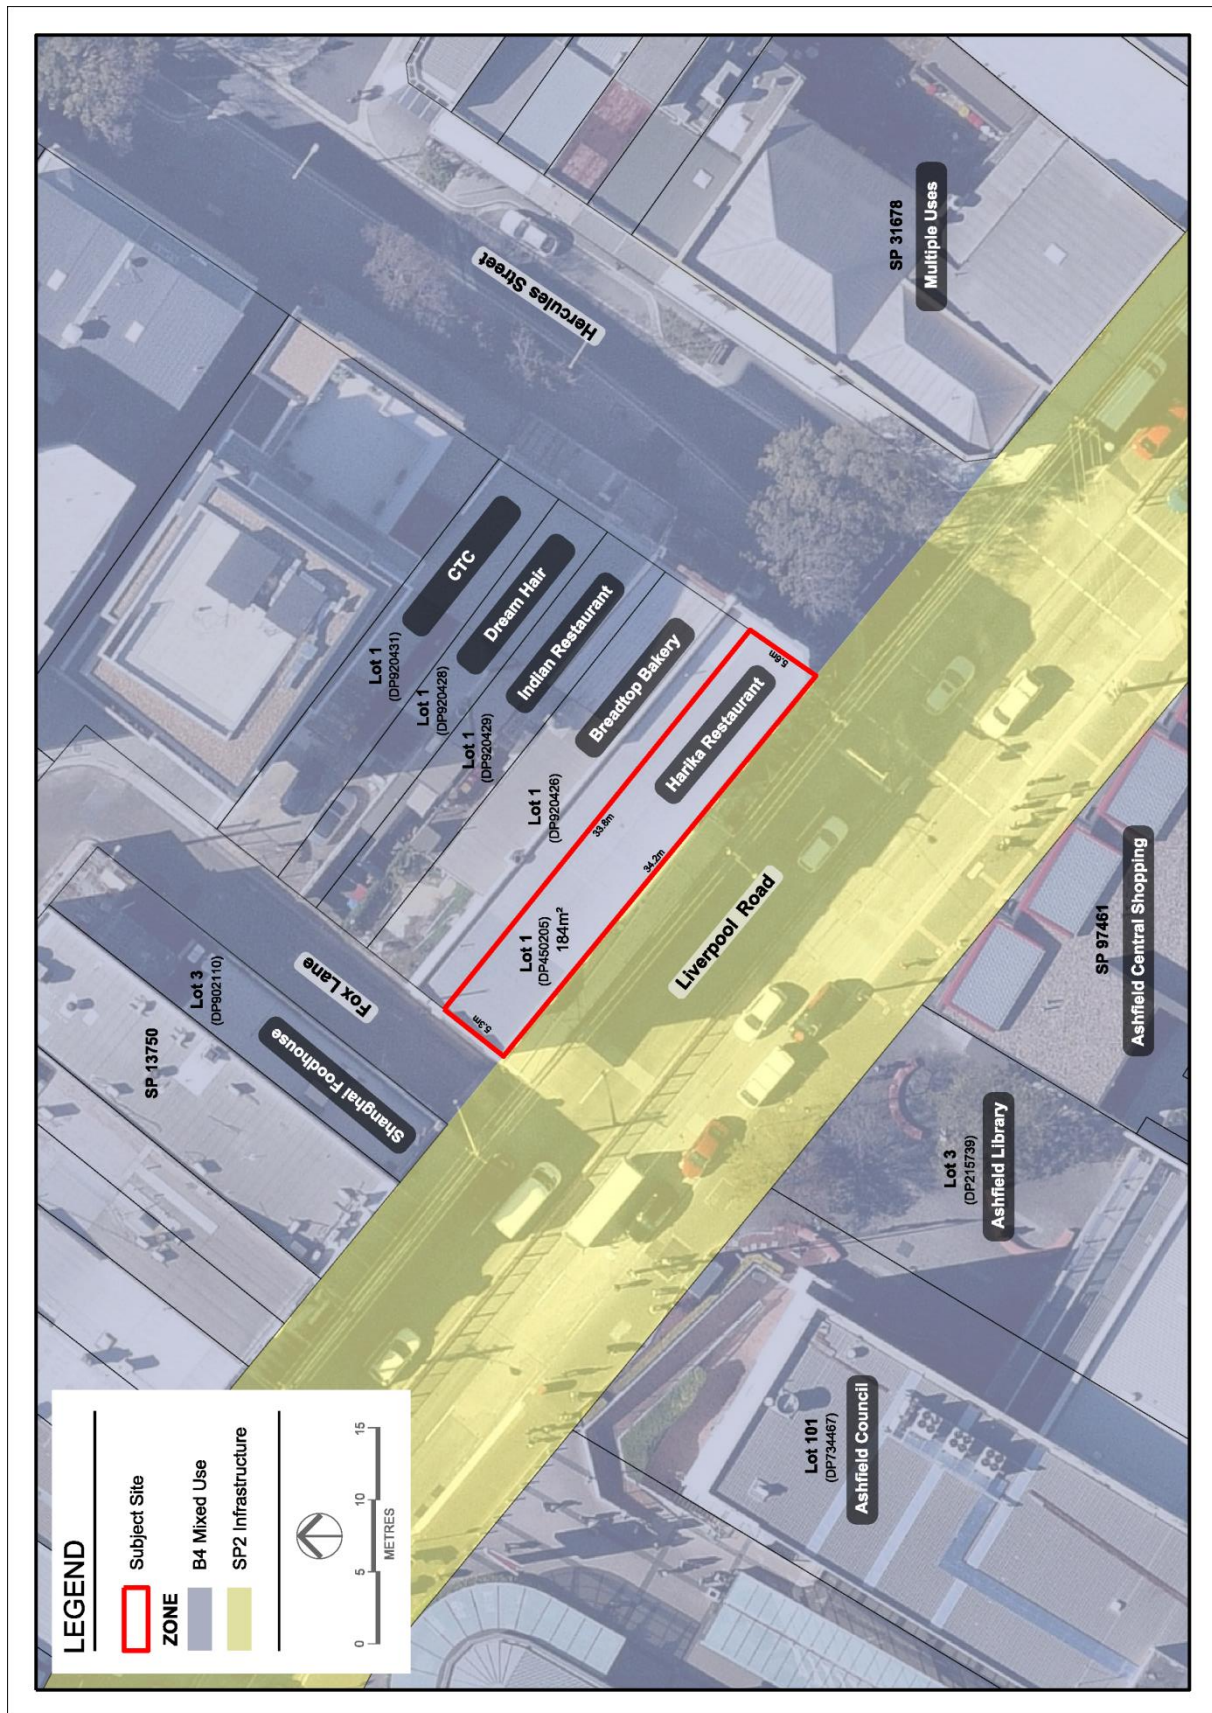 LEGEND
Subject Site
ZONE
B4 Mixed Use
SP2 Infrastructure
0 5 10 15
METRES
SP 13750
Lot 3
(DP902110)
Shanghai Foodhouse
Fox Lane
Lot 1
(DP920431)
CTC
Lot 1
(DP920428)
Dream Hair
Lot 1
(DP920429)
Indian Restaurant
Lot 1
(DP920426)
Breadtop Bakery
Lot 1
(DP450205)
184m²
Harika Restaurant
5.3m
33.8m
34.2m
5.6m
Hercules Street
Liverpool Road
SP 31678
Multiple Uses
Lot 101
(DP734467)
Ashfield Council
Lot 3
(DP215739)
Ashfield Library
SP 97461
Ashfield Central Shopping